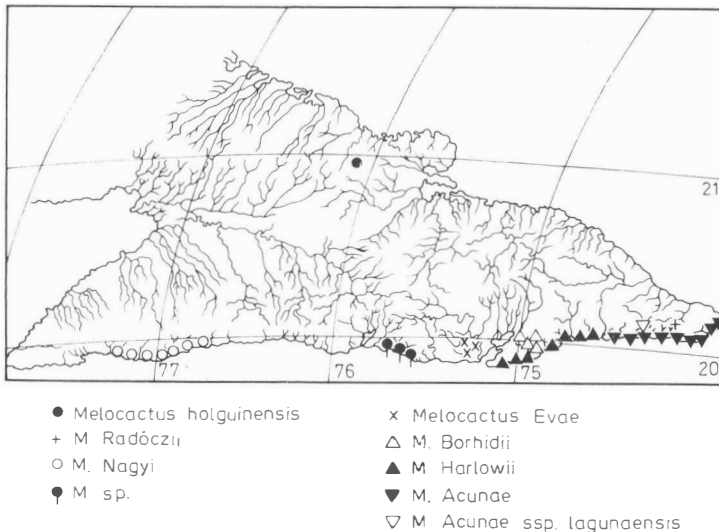 21
77
76
75
20
Melocactus holguinensis
M Radóczii
M. Nagyi
M sp.
Melocactus Evae
M. Borhidii
M Harlowii
M. Acunae
M Acunae ssp. lagunaensis